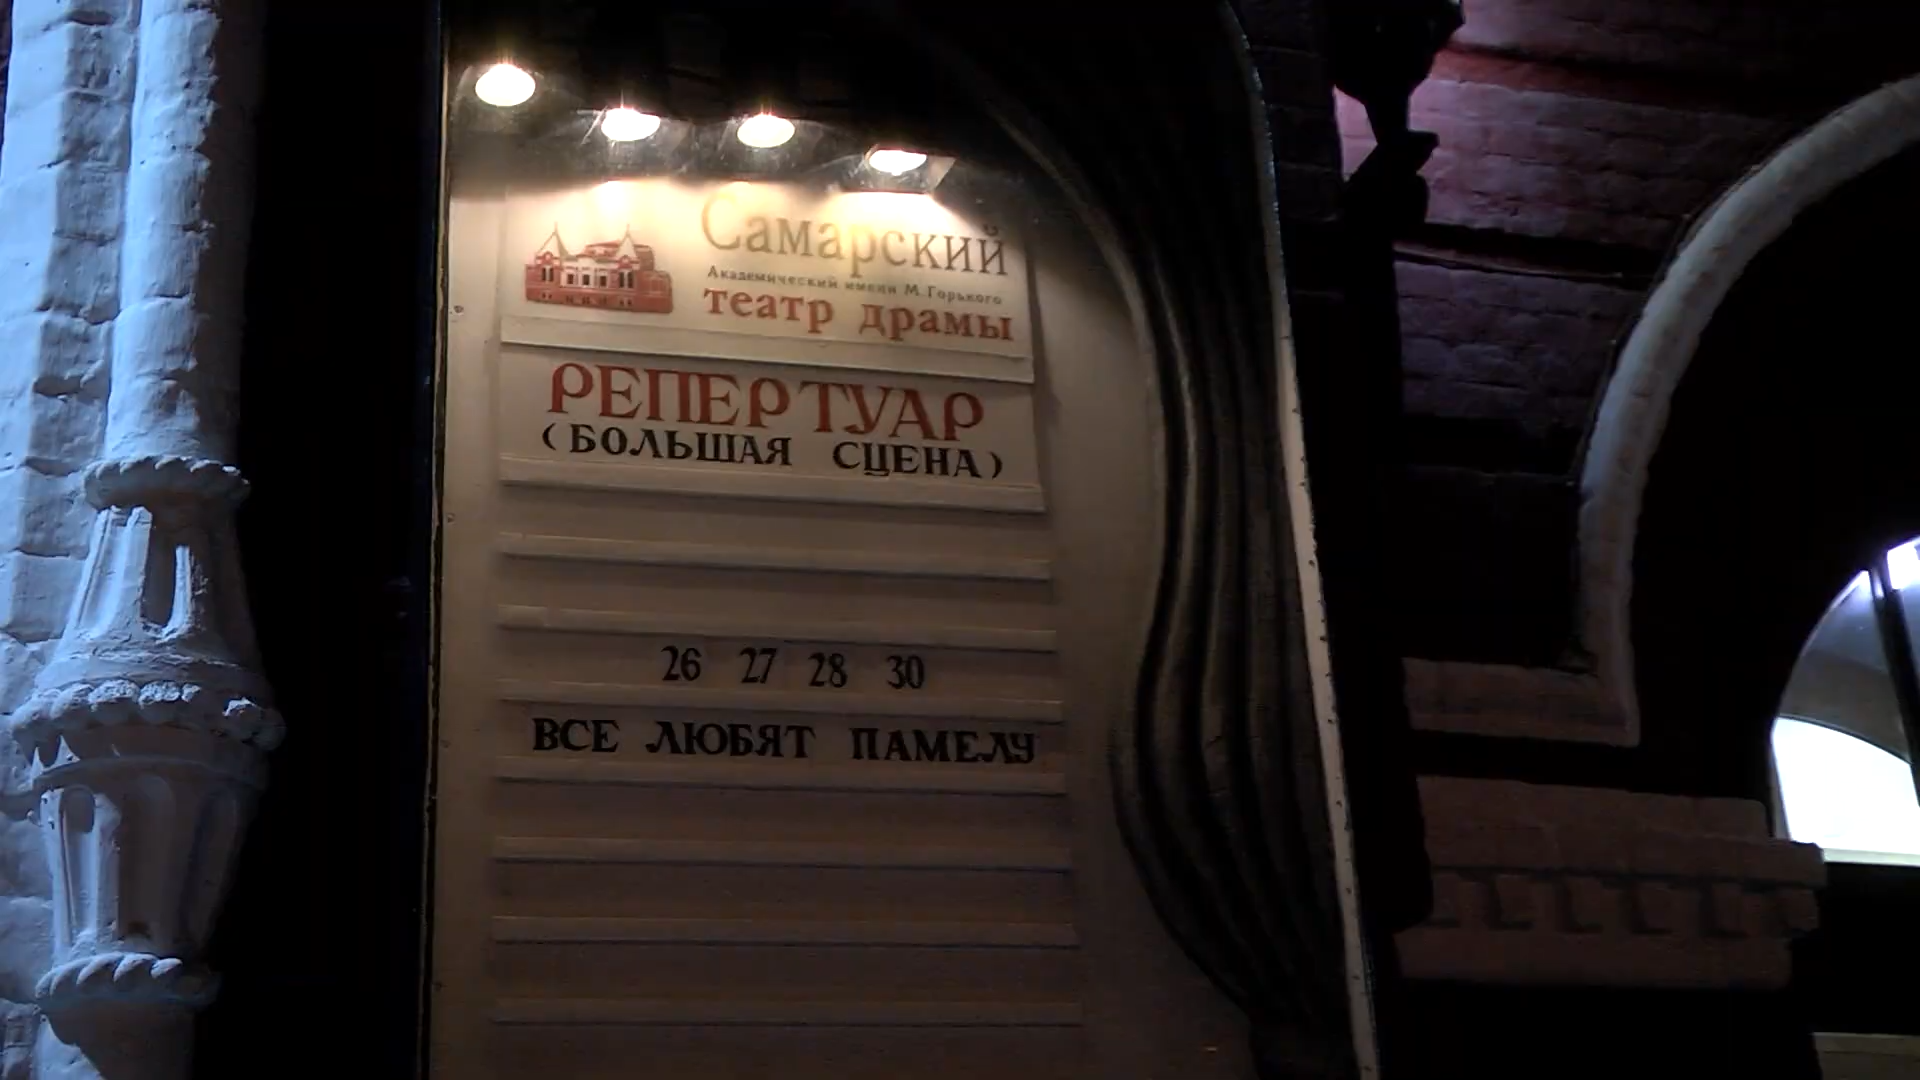 Самарский
Академический имени М.Горького
театр драмы
РЕПЕРТУАР
(БОЛЬШАЯ СЦЕНА)
26 27 28 30
ВСЕ ЛЮБЯТ ПАМЕЛУ